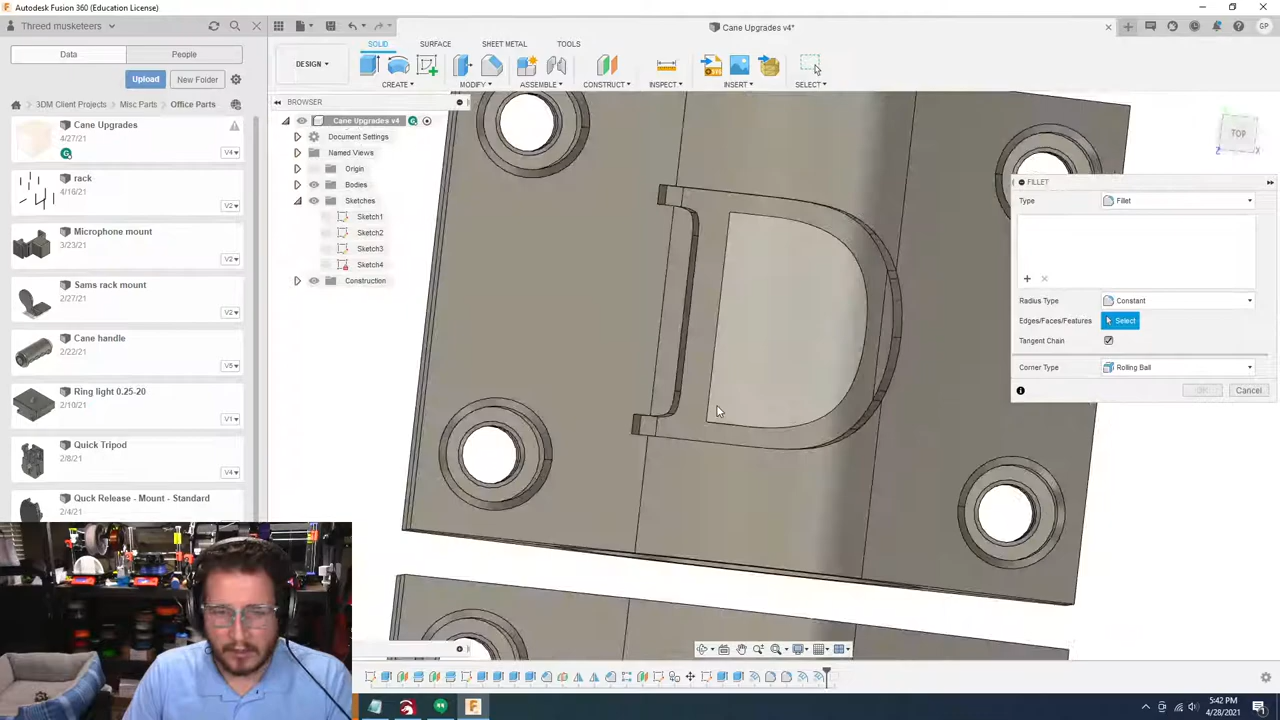 Autodesk Fusion 360 (Education License)
Threed musketeers
Cane Upgrades v4*
GP
Data
People
Upload
New Folder
3DM Client Projects
Misc Parts
Office Parts
Cane Upgrades
4/27/21
V4
rack
4/16/21
V2
Microphone mount
3/23/21
V2
Sams rack mount
2/27/21
V2
Cane handle
2/22/21
V5
Ring light 0.25-20
2/10/21
V1
Quick Tripod
2/8/21
V4
Quck Release - Mount - Standard
2/4/21
DESIGN
SOLID
SURFACE
SHEET METAL
TOOLS
CREATE
MODIFY
ASSEMBLE
CONSTRUCT
INSPECT
INSERT
SELECT
BROWSER
Cane Upgrades v4
Document Settings
Named Views
Origin
Bodies
Sketches
Sketch1
Sketch2
Sketch3
Sketch4
Construction
D
TOP
Z
X
FILLET
Type
Fillet
Radius Type
Constant
Edges/Faces/Features
Select
Tangent Chain
Corner Type
Rolling Ball
OK
Cancel
5:42 PM
4/28/2021